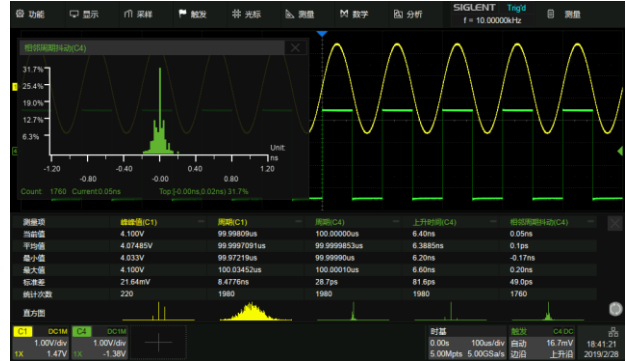 功能 显示 采样 触发 光标 测量 数学 分析 SIGLENT Trig'd 测量
f = 10.00000kHz
相邻周期抖动(C4)
31.7%
25.4%
19.0%
12.7%
6.3%
Unit:
ns
-1.20 -0.40 0.40 1.20
-0.80 -0.00 0.80
Count: 1760 Current:0.05ns Top:[-0.00ns,0.02ns) 31.7%
测量项 峰峰值(C1) 周期(C1) 周期(C4) 上升时间(C4) 相邻周期抖动(C4)
当前值 4.100V 99.99809us 100.00000us 6.40ns 0.05ns
平均值 4.07485V 99.9997091us 99.9999853us 6.3885ns 0.1ps
最小值 4.033V 99.97219us 99.99990us 6.20ns -0.17ns
最大值 4.100V 100.03452us 100.00010us 6.60ns 0.20ns
标准差 21.64mV 8.4776ns 28.7ps 81.6ps 49.0ps
统计次数 220 1980 1980 1980 1760
直方图
C1 DC1M C4 DC1M 时基 触发 C4 DC
1.00V/div 1.00V/div 0.00s 100us/div 自动 16.7mV 18:41:21
1X 1.47V 1X -1.38V 5.00Mpts 5.00GSa/s 边沿 上升沿 2019/2/28